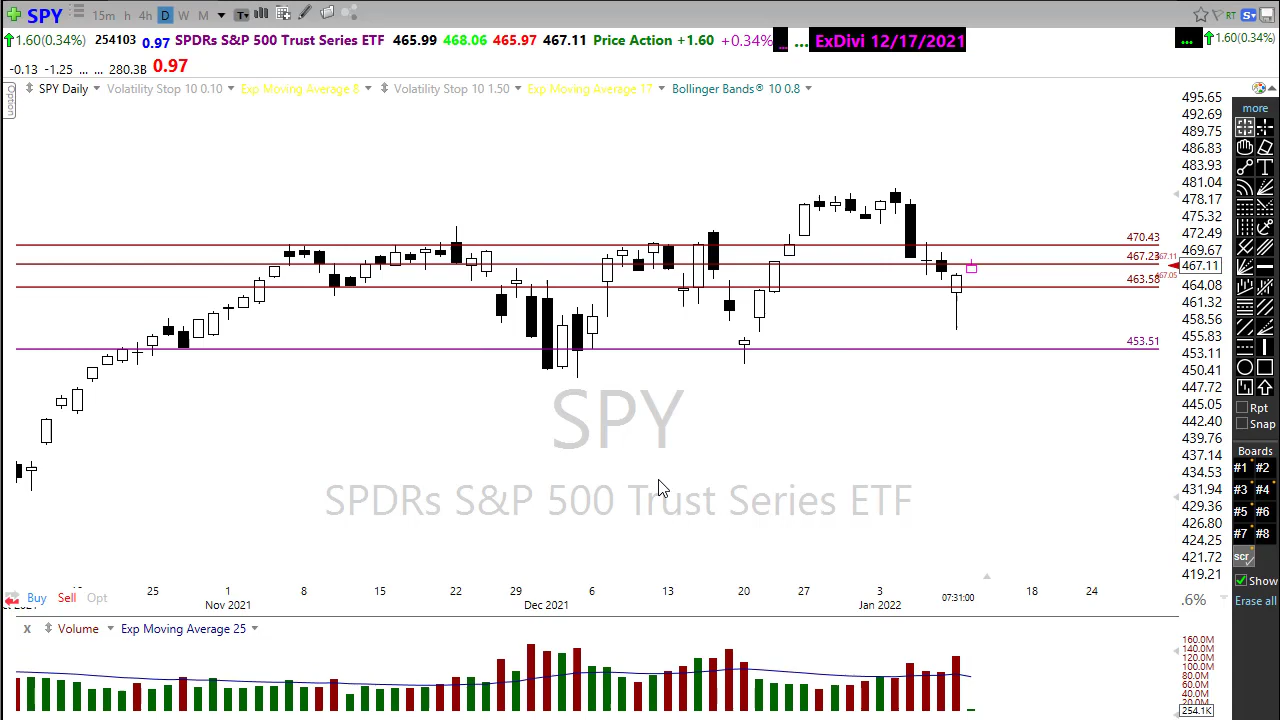 SPY 15m h 4h D W M T RT S
1.60(0.34%) 254103 0.97 SPDRs S&P 500 Trust Series ETF 465.99 468.06 465.97 467.11 Price Action +1.60 +0.34% ... ... ExDivi 12/17/2021 ... 1.60(0.34%)
-0.13 -1.25 ... ... 280.3B 0.97
Option
SPY Daily Volatility Stop 10 0.10 Exp Moving Average 8 Volatility Stop 10 1.50 Exp Moving Average 17 Bollinger Bands® 10 0.8
495.65
492.69
489.75
486.83
483.93
481.04
478.17
475.32
472.49
469.67
467.11
464.08
461.32
458.56
455.83
453.11
450.41
447.72
445.05
442.40
439.76
437.14
434.53
431.94
429.36
426.80
424.25
421.72
419.21
470.43
467.23
467.11
467.05
463.58
453.51
SPY
SPDRs S&P 500 Trust Series ETF
more
Rpt
Snap
Boards
#1 #2
#3 #4
#5 #6
#7 #8
scr
Show
Erase all
25 1 8 15 22 29 6 13 20 27 3 18 24
Nov 2021 Dec 2021 Jan 2022 07:31:00
Buy Sell Opt
.6%
X Volume Exp Moving Average 25
160.0M
140.0M
120.0M
100.0M
80.0M
60.0M
40.0M
20.0M
254.1K